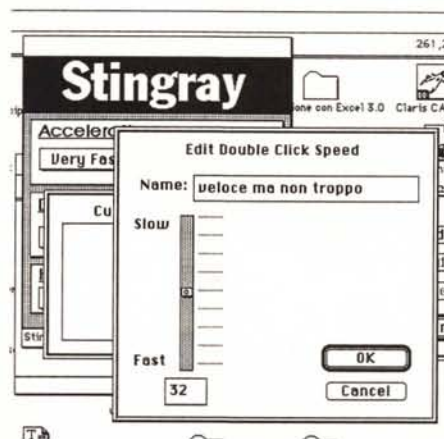 261,
Stingray
one con Excel 3.0
Claris CA
Very Fas
Edit Double Click Speed
Name: veloce ma non troppo
Cu
Slow
Fast
32
OK
Cancel